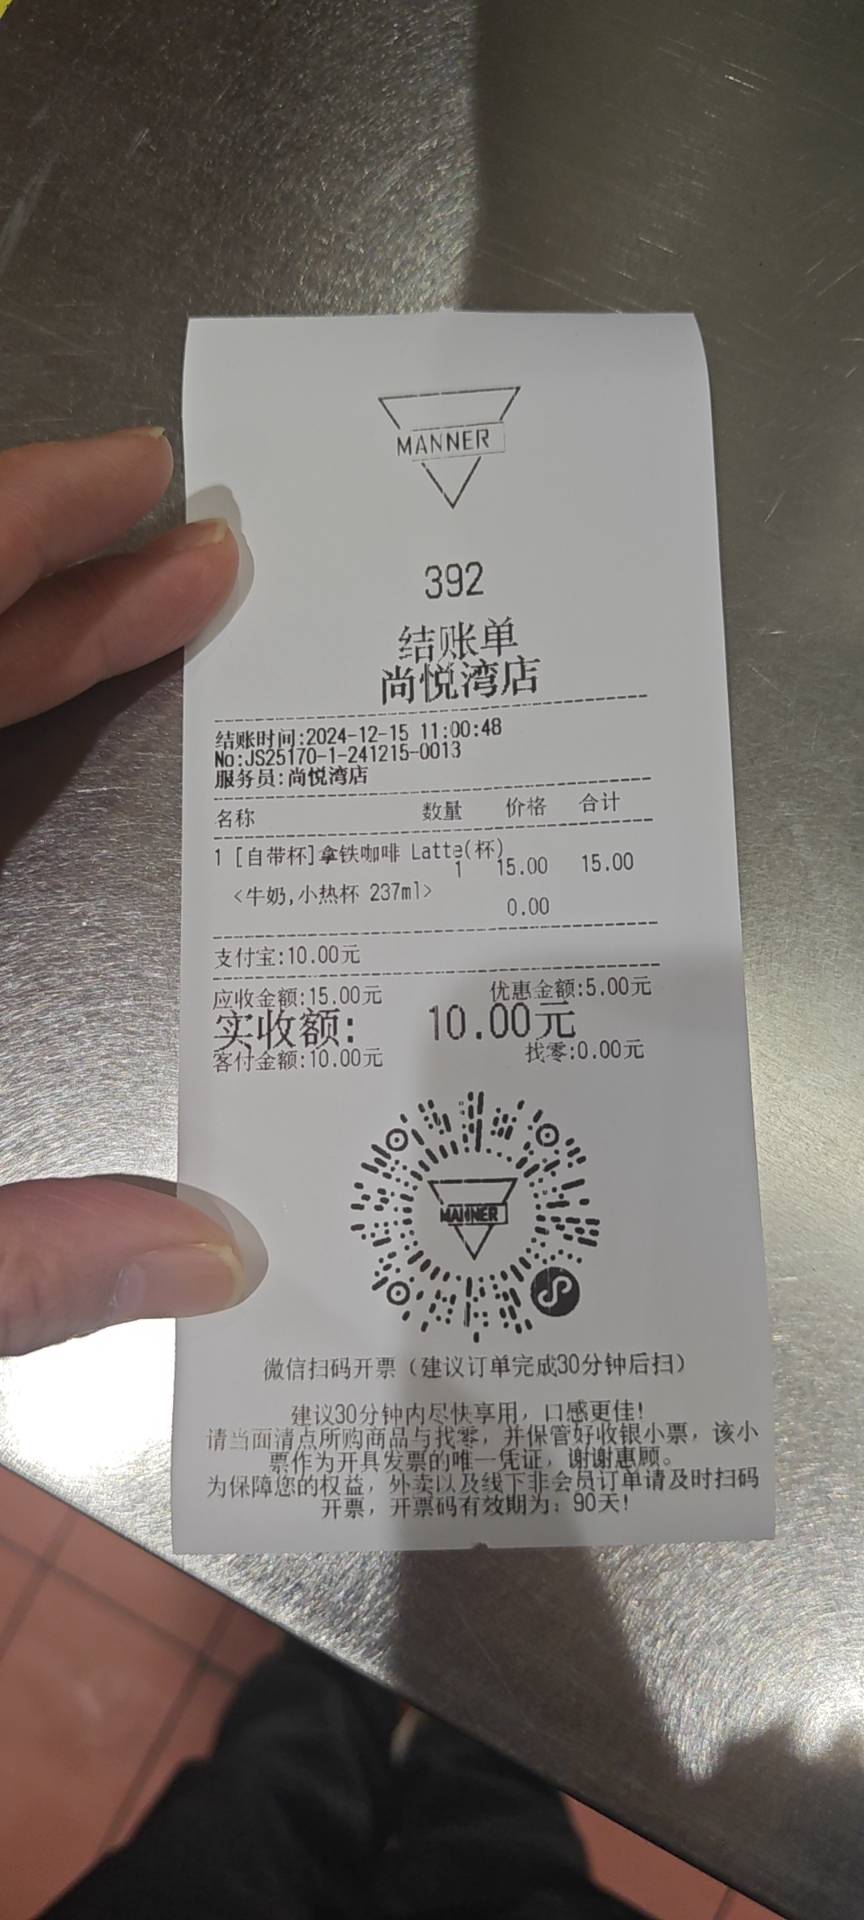 MANNER
392
结账单
尚悦湾店
结账时间:2024-12-15 11:00:48
No:JS25170-1-241215-0013
服务员:尚悦湾店
名称 数量 价格 合计
1 [自带杯]拿铁咖啡 Latte(杯)
1 15.00 15.00
<牛奶,小热杯 237ml>
0.00
支付宝:10.00元
应收金额:15.00元 优惠金额:5.00元
实收额: 10.00元
客付金额:10.00元 找零:0.00元
MANNER
微信扫码开票（建议订单完成30分钟后扫）
建议30分钟内尽快享用，口感更佳!
请当面清点所购商品与找零，并保管好收银小票，该小
票作为开具发票的唯一凭证，谢谢惠顾。
为保障您的权益，外卖以及线下非会员订单请及时扫码
开票，开票码有效期为：90天!